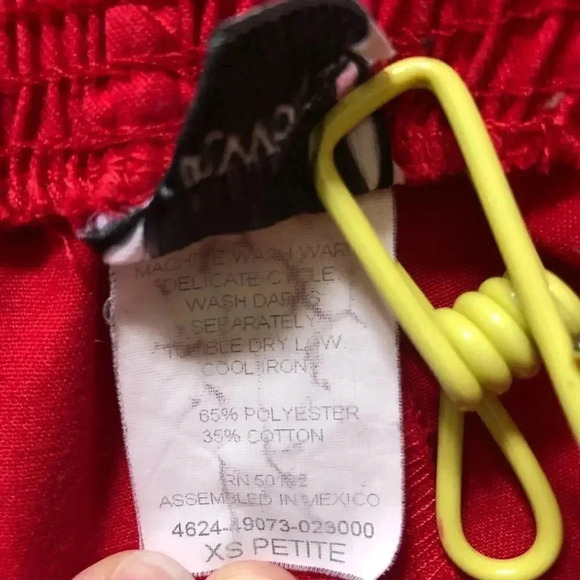 MACHINE WASH WARM
DELICATE CYCLE
WASH DARKS
SEPARATELY
TUMBLE DRY LOW
COOL IRON
65% POLYESTER
35% COTTON
RN
ASSEMBLED IN MEXICO
4624-49073-023000
XS PETITE